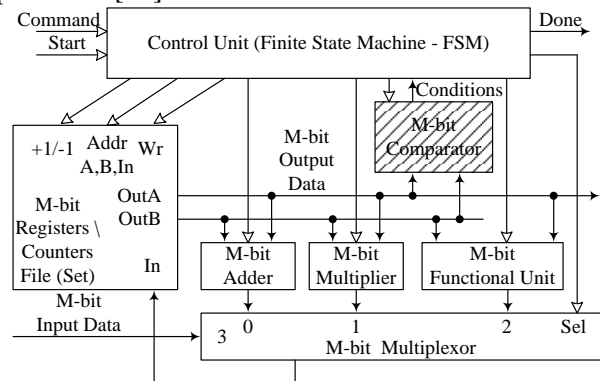 Command
Start
Control Unit (Finite State Machine - FSM)
Done
Conditions
+1/-1
Addr
A,B,In
Wr
M-bit
Output
Data
M-bit
Comparator
OutA
OutB
M-bit
Registers \
Counters
File (Set)
In
M-bit
Adder
M-bit
Multiplier
M-bit
Functional Unit
M-bit
Input Data
3
0
1
2
Sel
M-bit Multiplexor